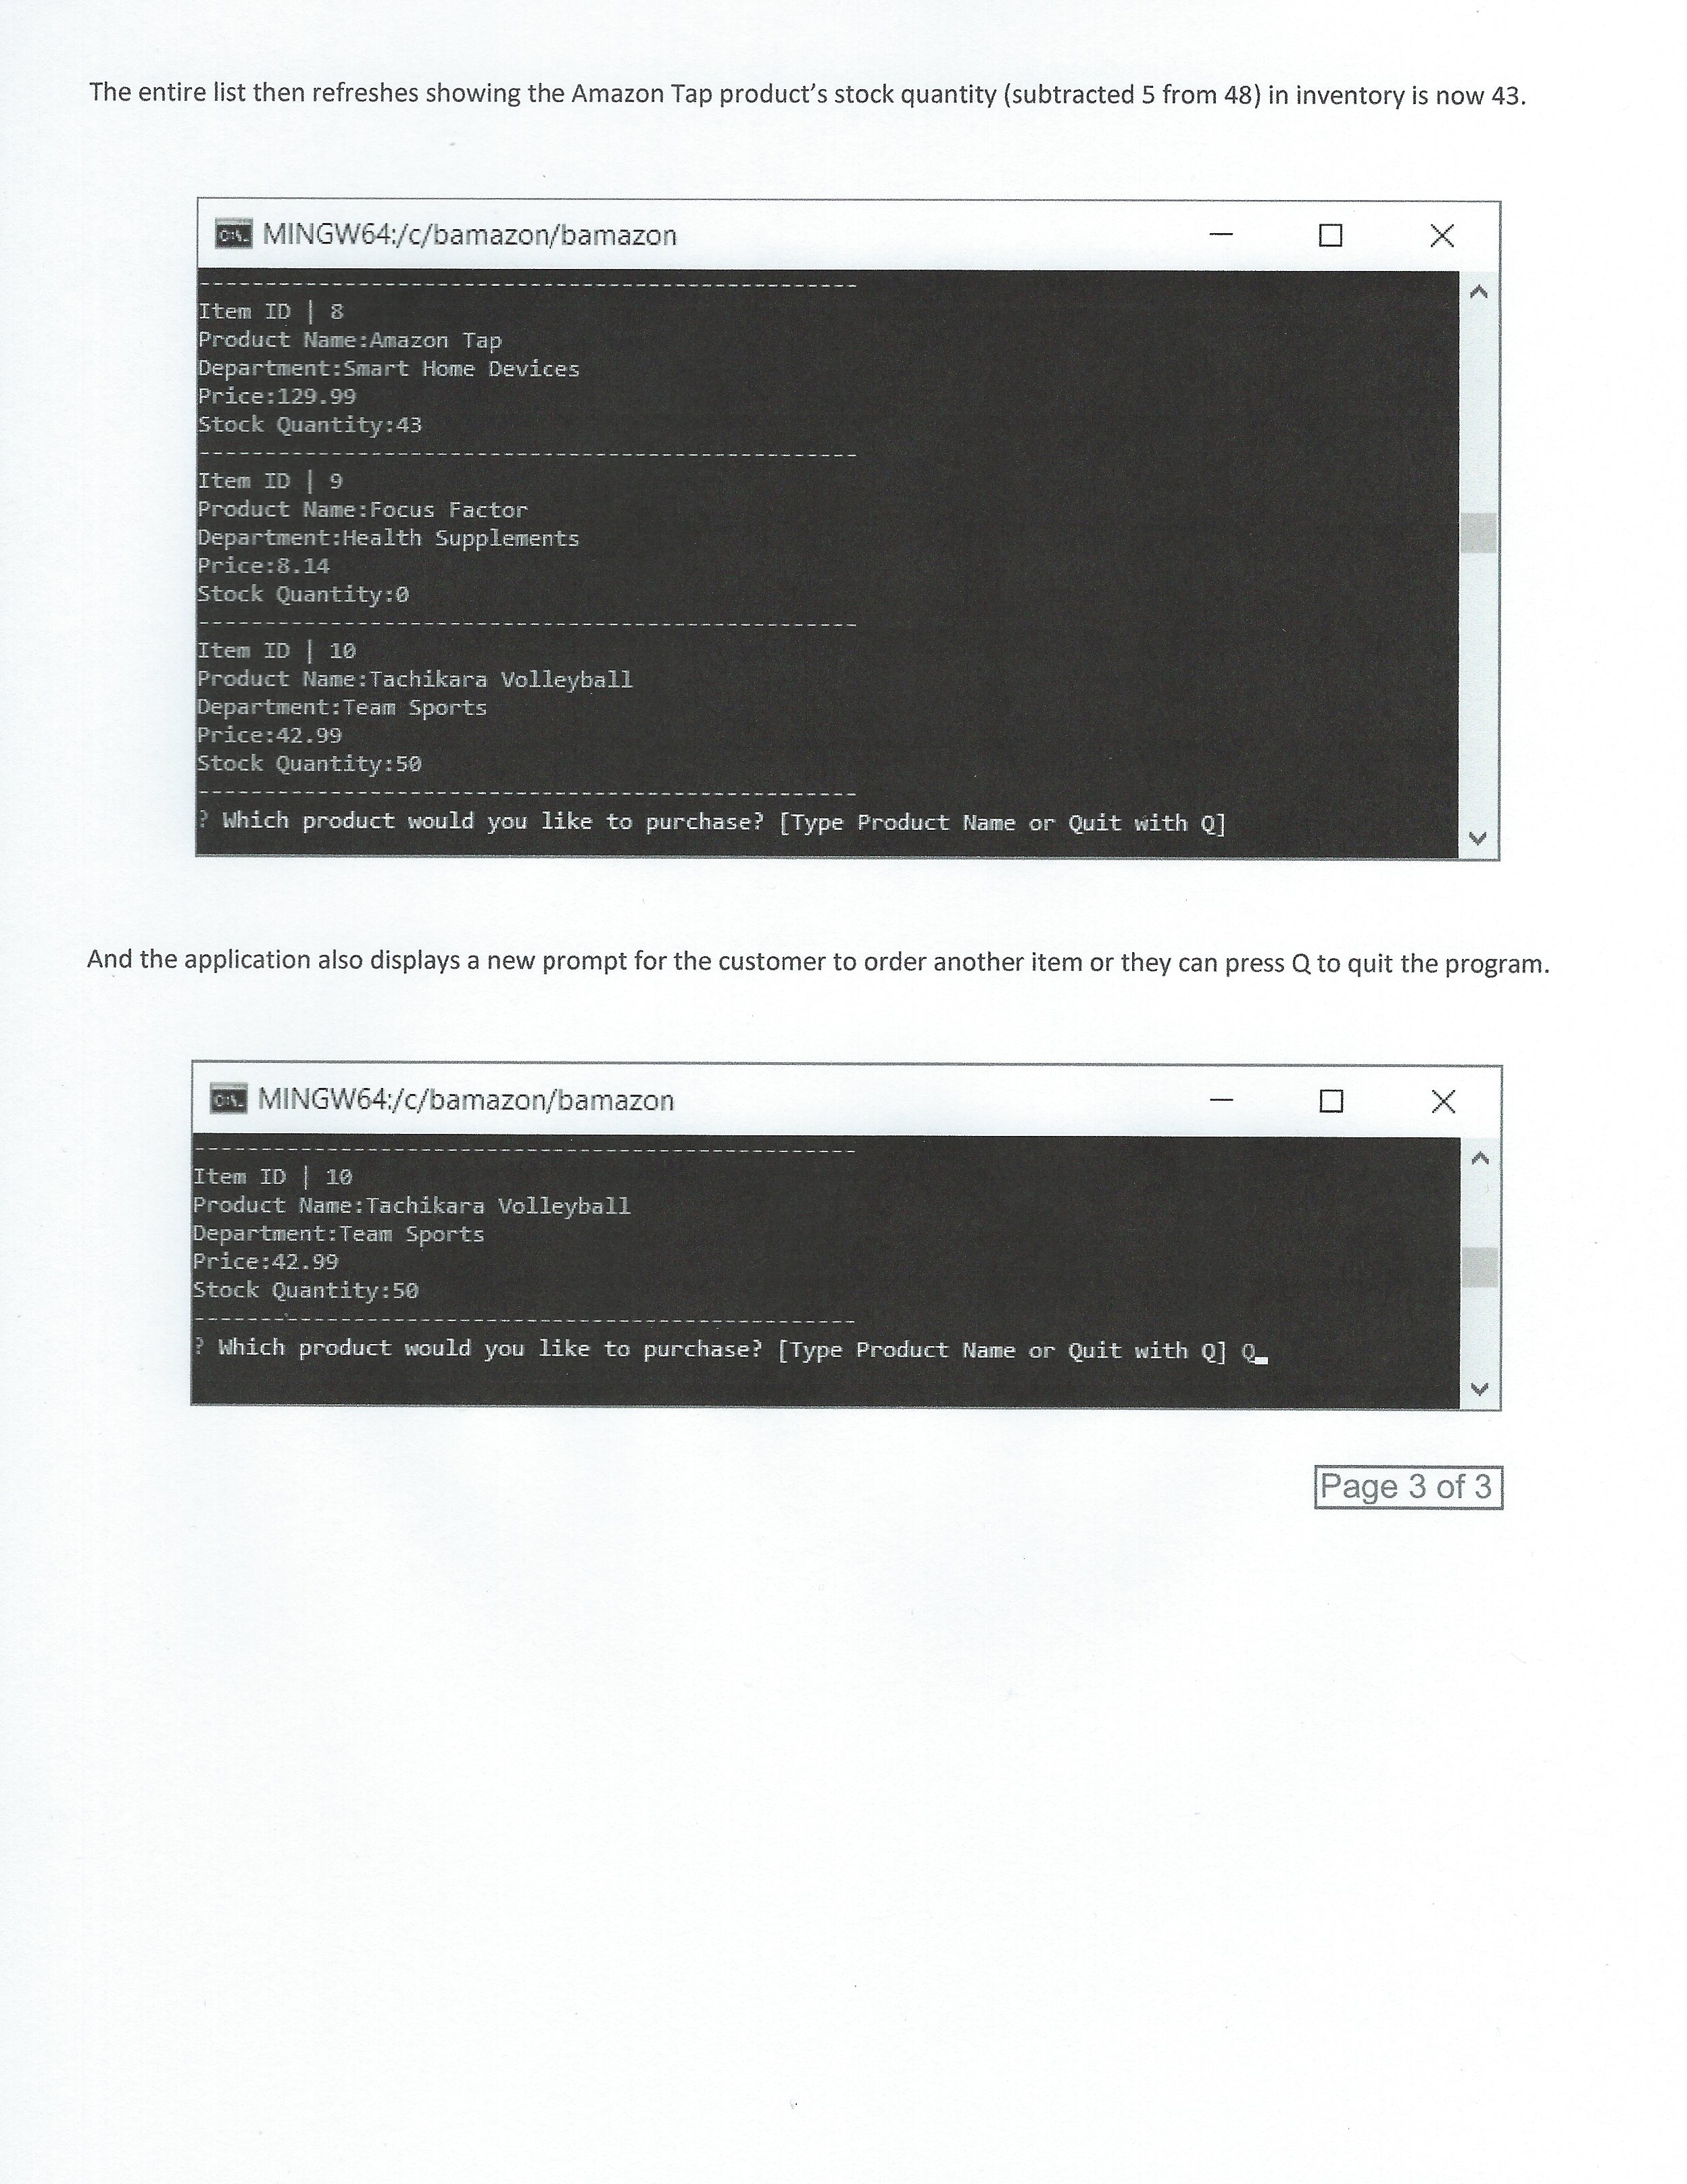 The entire list then refreshes showing the Amazon Tap product's stock quantity (subtracted 5 from 48) in inventory is now 43.
MINGW64:/c/bamazon/bamazon
--------------------------------------------------
Item ID | 8
Product Name:Amazon Tap
Department:Smart Home Devices
Price:129.99
Stock Quantity:43
--------------------------------------------------
Item ID | 9
Product Name:Focus Factor
Department:Health Supplements
Price:8.14
Stock Quantity:0
--------------------------------------------------
Item ID | 10
Product Name:Tachikara Volleyball
Department:Team Sports
Price:42.99
Stock Quantity:50
--------------------------------------------------
? Which product would you like to purchase? [Type Product Name or Quit with Q]
And the application also displays a new prompt for the customer to order another item or they can press Q to quit the program.
MINGW64:/c/bamazon/bamazon
--------------------------------------------------
Item ID | 10
Product Name:Tachikara Volleyball
Department:Team Sports
Price:42.99
Stock Quantity:50
--------------------------------------------------
? Which product would you like to purchase? [Type Product Name or Quit with Q] Q
Page 3 of 3